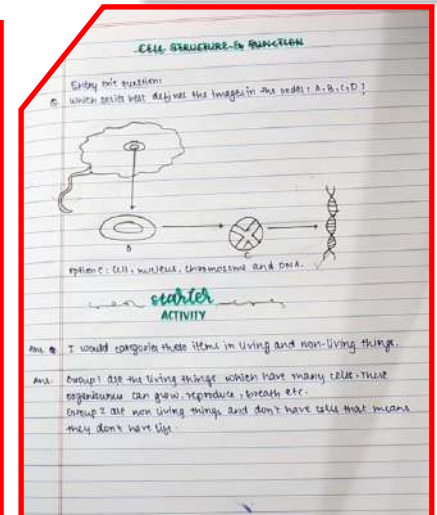 CELL STRUCTURE & FUNCTION
Entry exit questions
Q. Which series best defines the Images in the order: A, B, C, D?
B
C
option C: Cell, nucleus, chromosome and DNA.
starter
ACTIVITY
Ans. I would categories these items in living and non-living things.
Ans. Group 1 are the living things which have many cells. These
organisums can grow, reproduce, breath etc.
Group 2 are non living things and don't have cells that means
they don't have life.